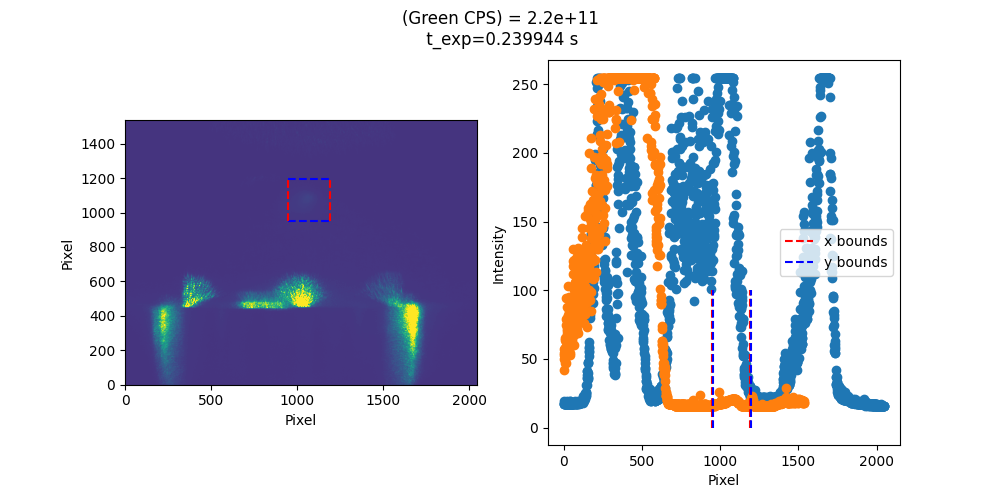 (Green CPS) = 2.2e+11
t_exp=0.239944 s
1400
1200
1000
800
600
400
200
0
Pixel
0 500 1000 1500 2000
Pixel
250
200
150
100
50
0
Intensity
x bounds
y bounds
0 500 1000 1500 2000
Pixel